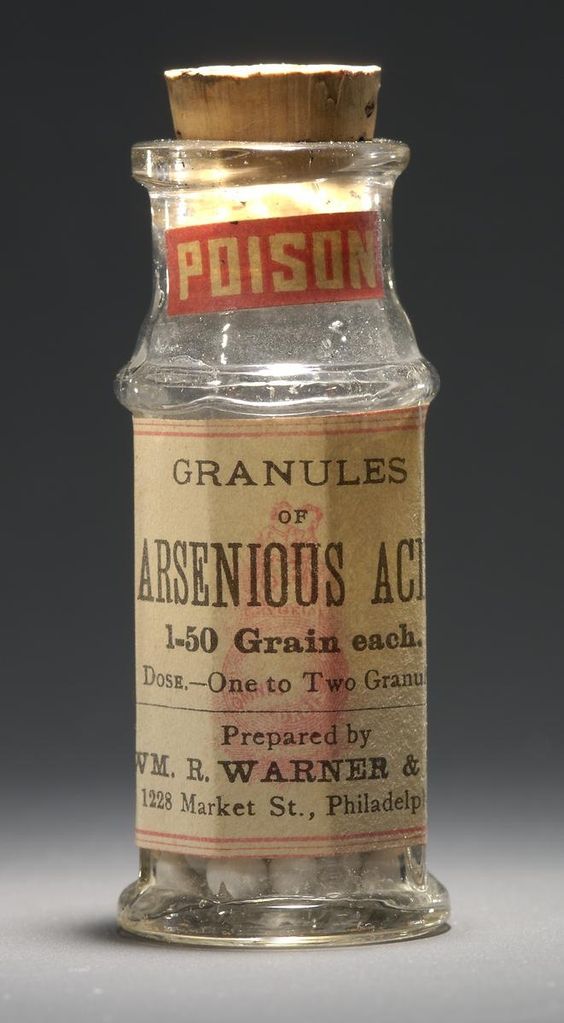 POISON
GRANULES
OF
ARSENIOUS ACI
1-50 Grain each.
DOSE.—One to Two Granu
Prepared by
WM. R. WARNER &
1228 Market St., Philadelp